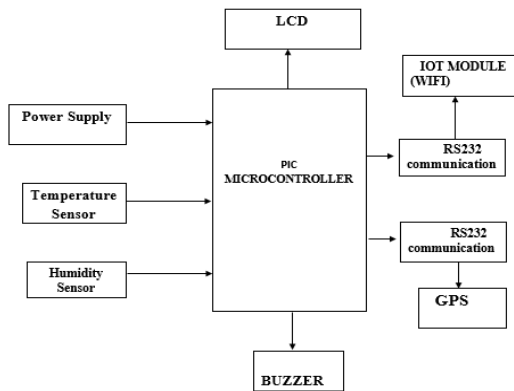 LCD
IOT MODULE
(WIFI)
Power Supply
PIC
MICROCONTROLLER
RS232
communication
Temperature
Sensor
RS232
communication
Humidity
Sensor
GPS
BUZZER